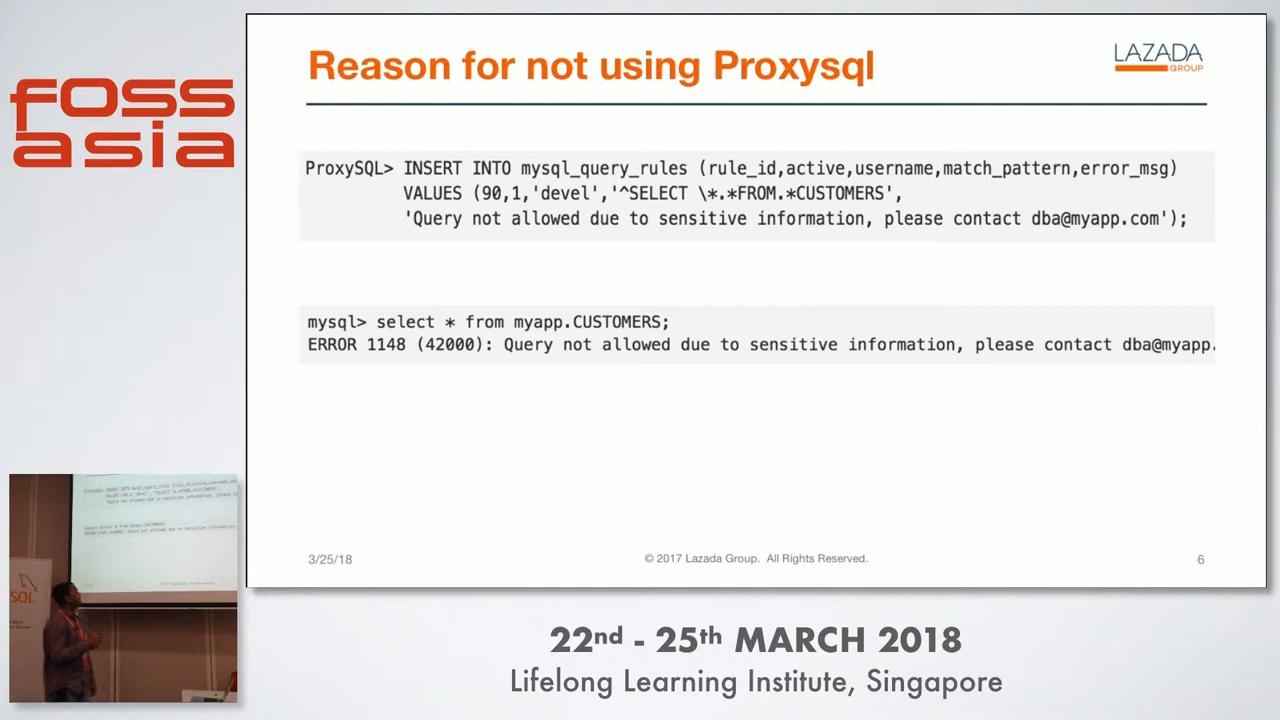 foss
asia
Reason for not using Proxysql
LAZADA
GROUP
ProxySQL> INSERT INTO mysql_query_rules (rule_id,active,username,match_pattern,error_msg)
VALUES (90,1,'devel','^SELECT \*.*FROM.*CUSTOMERS',
'Query not allowed due to sensitive information, please contact dba@myapp.com');
mysql> select * from myapp.CUSTOMERS;
ERROR 1148 (42000): Query not allowed due to sensitive information, please contact dba@myapp.
3/25/18
© 2017 Lazada Group. All Rights Reserved.
6
SQL
22nd - 25th MARCH 2018
Lifelong Learning Institute, Singapore